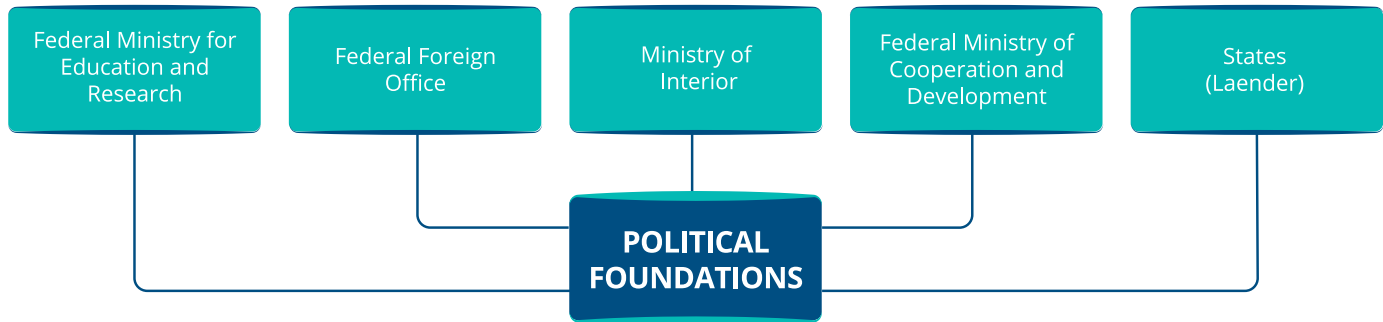 Federal Ministry for
Education and
Research
Federal Foreign
Office
Ministry of
Interior
Federal Ministry of
Cooperation and
Development
States
(Laender)
POLITICAL
FOUNDATIONS